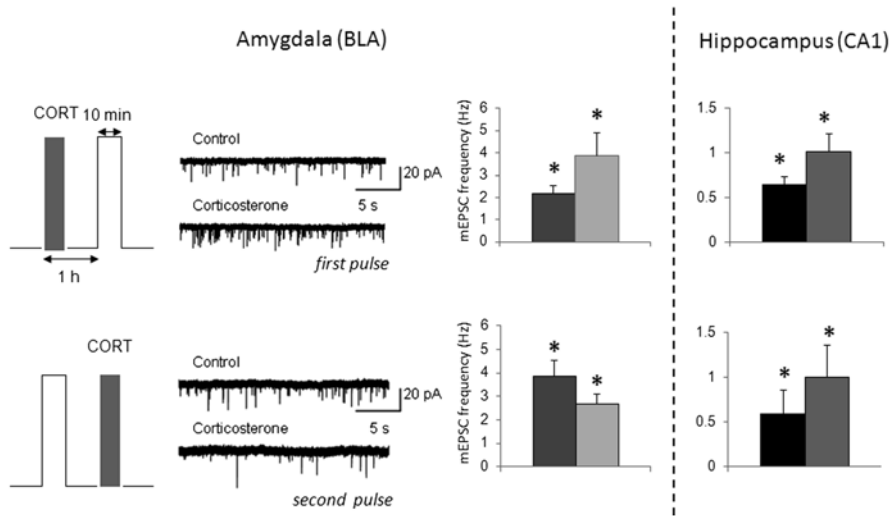 Amygdala (BLA)
Hippocampus (CA1)
CORT 10 min
1 h
Control
20 pA
5 s
Corticosterone
first pulse
mEPSC frequency (Hz)
6
5
4
3
2
1
0
* *
1.5
1
0.5
0
* *
CORT
Control
20 pA
5 s
Corticosterone
second pulse
mEPSC frequency (Hz)
6
5
4
3
2
1
0
* *
1.5
1
0.5
0
* *